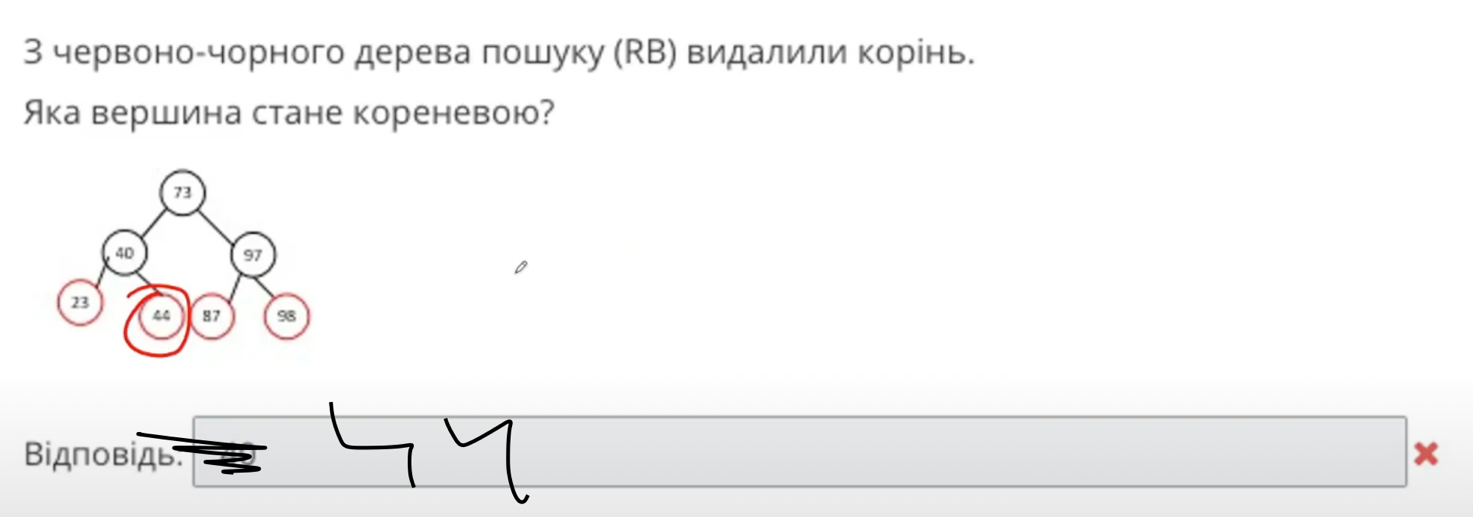 З червоно-чорного дерева пошуку (RB) видалили корінь.
Яка вершина стане кореневою?
73
40 97
23 44 87 98
Відповідь: 44